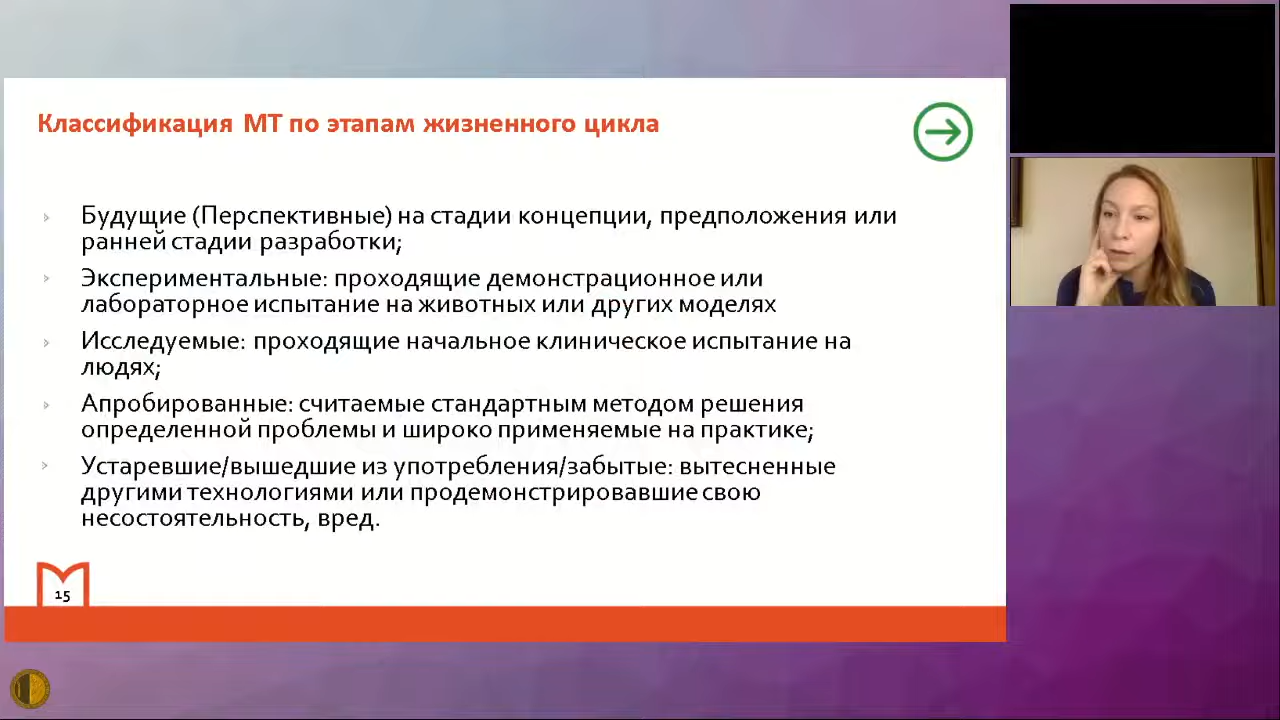 Классификация МТ по этапам жизненного цикла
Будущие (Перспективные) на стадии концепции, предположения или
ранней стадии разработки;
Экспериментальные: проходящие демонстрационное или
лабораторное испытание на животных или других моделях
Исследуемые: проходящие начальное клиническое испытание на
людях;
Апробированные: считаемые стандартным методом решения
определенной проблемы и широко применяемые на практике;
Устаревшие/вышедшие из употребления/забытые: вытесненные
другими технологиями или продемонстрировавшие свою
несостоятельность, вред.
15